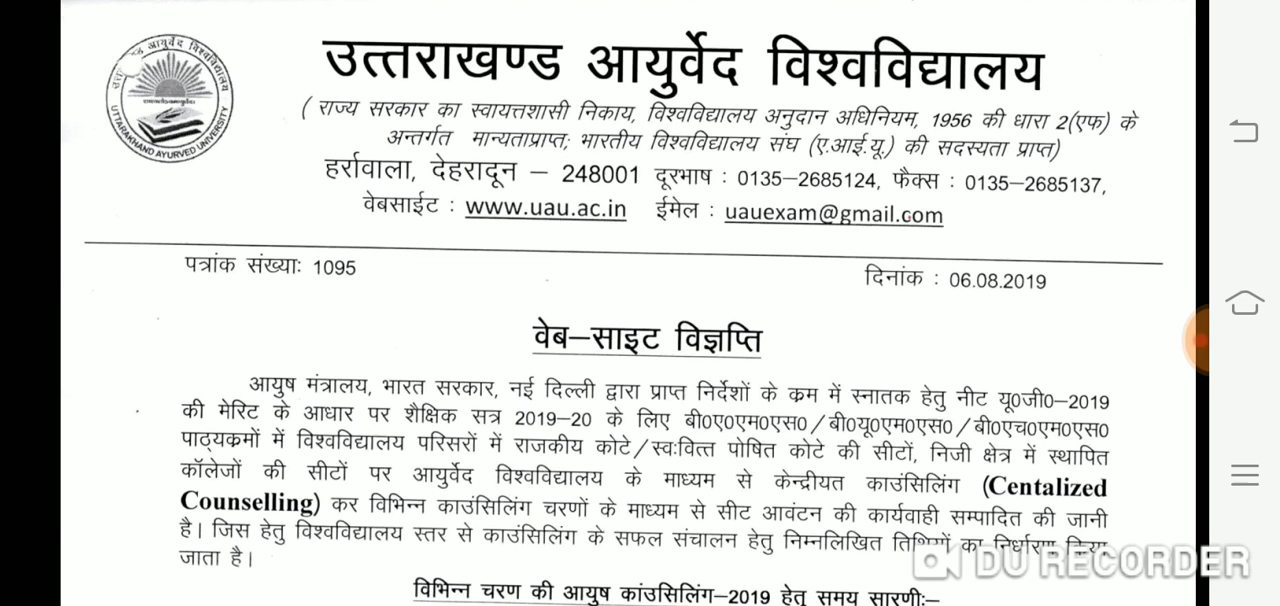 उत्तराखण्ड आयुर्वेद विश्वविद्यालय
( राज्य सरकार का स्वायत्तशासी निकाय, विश्वविद्यालय अनुदान अधिनियम, 1956 की धारा 2(एफ) के
अन्तर्गत मान्यताप्राप्त; भारतीय विश्वविद्यालय संघ (ए.आई.यू.) की सदस्यता प्राप्त)
हर्रावाला, देहरादून – 248001 दूरभाष : 0135–2685124, फैक्स : 0135–2685137,
वेबसाईट : www.uau.ac.in ईमेल : uauexam@gmail.com
UTTARAKHAND AYURVED UNIVERSITY
पत्रांक संख्याः 1095
दिनांक : 06.08.2019
वेब–साइट विज्ञप्ति
आयुष मंत्रालय, भारत सरकार, नई दिल्ली द्वारा प्राप्त निर्देशों के क्रम में स्नातक हेतु नीट यू0जी0–2019
की मेरिट के आधार पर शैक्षिक सत्र 2019–20 के लिए बी0ए0एम0एस0/बी0यू0एम0एस0/बी0एच0एम0एस0
पाठ्यक्रमों में विश्वविद्यालय परिसरों में राजकीय कोटे/स्वःवित्त पोषित कोटे की सीटों, निजी क्षेत्र में स्थापित
कॉलेजों की सीटों पर आयुर्वेद विश्वविद्यालय के माध्यम से केन्द्रीयत काउंसिलिंग (Centalized
Counselling) कर विभिन्न काउंसिलिंग चरणों के माध्यम से सीट आवंटन की कार्यवाही सम्पादित की जानी
है। जिस हेतु विश्वविद्यालय स्तर से काउंसिलिंग के सफल संचालन हेतु निम्नलिखित तिथियों का निर्धारण किया
जाता है।
DU RECORDER
विभिन्न चरण की आयुष कांउसिलिंग–2019 हेतु समय सारणीः–